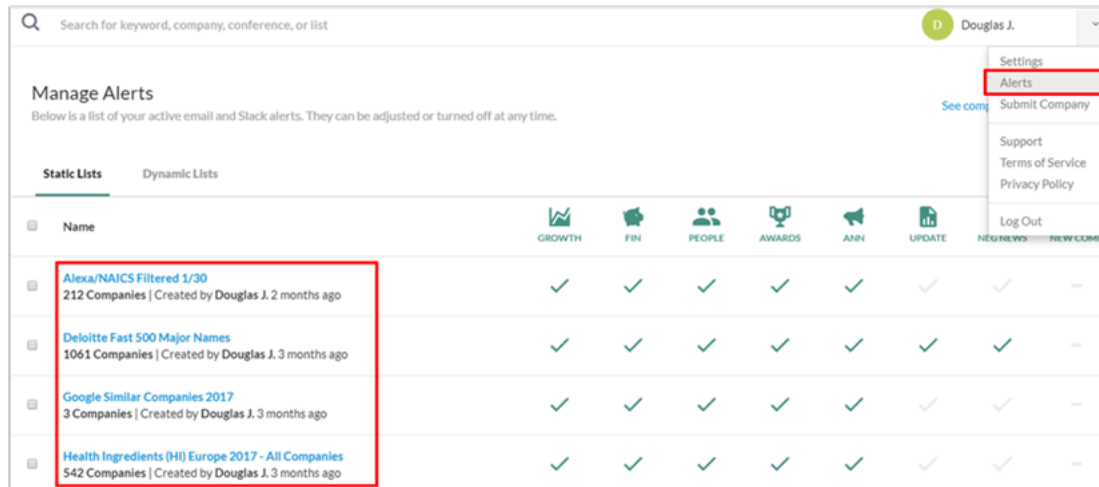 Search for keyword, company, conference, or list
D
Douglas J.
Settings
Alerts
Submit Company
Support
Terms of Service
Privacy Policy
Log Out
Manage Alerts
Below is a list of your active email and Slack alerts. They can be adjusted or turned off at any time.
See comp
Static Lists
Dynamic Lists
Name
GROWTH
FIN
PEOPLE
AWARDS
ANN
UPDATE
NEG NEWS
NEW COM
Alexa/NAICS Filtered 1/30
212 Companies | Created by Douglas J. 2 months ago
Deloitte Fast 500 Major Names
1061 Companies | Created by Douglas J. 3 months ago
Google Similar Companies 2017
3 Companies | Created by Douglas J. 3 months ago
Health Ingredients (HI) Europe 2017 - All Companies
542 Companies | Created by Douglas J. 3 months ago